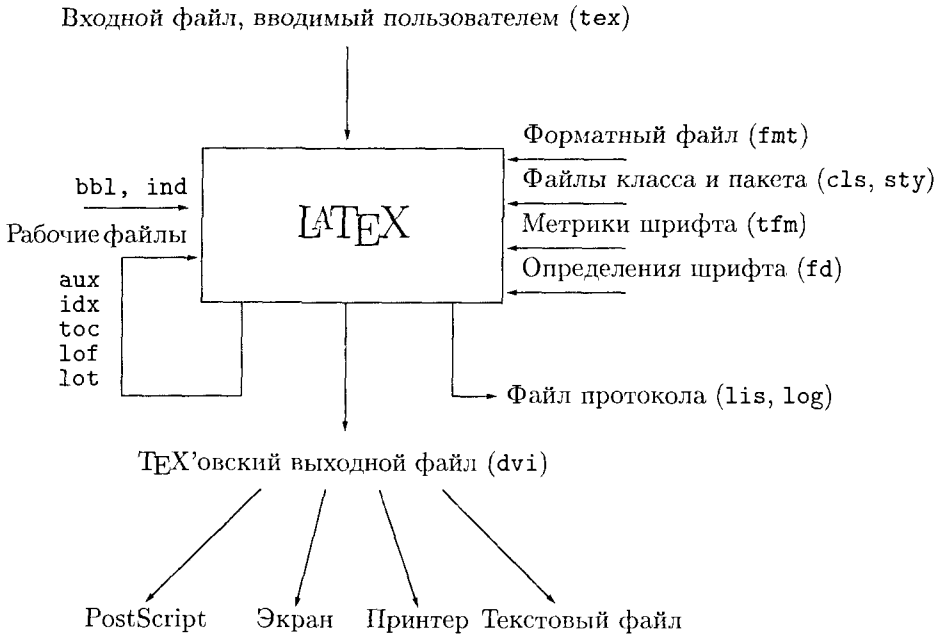 Входной файл, вводимый пользователем (tex)
Форматный файл (fmt)
Файлы класса и пакета (cls, sty)
bbl, ind
LATEX
Метрики шрифта (tfm)
Рабочие файлы
Определения шрифта (fd)
aux
idx
toc
lof
lot
Файл протокола (lis, log)
TEX'овский выходной файл (dvi)
PostScript Экран Принтер Текстовый файл